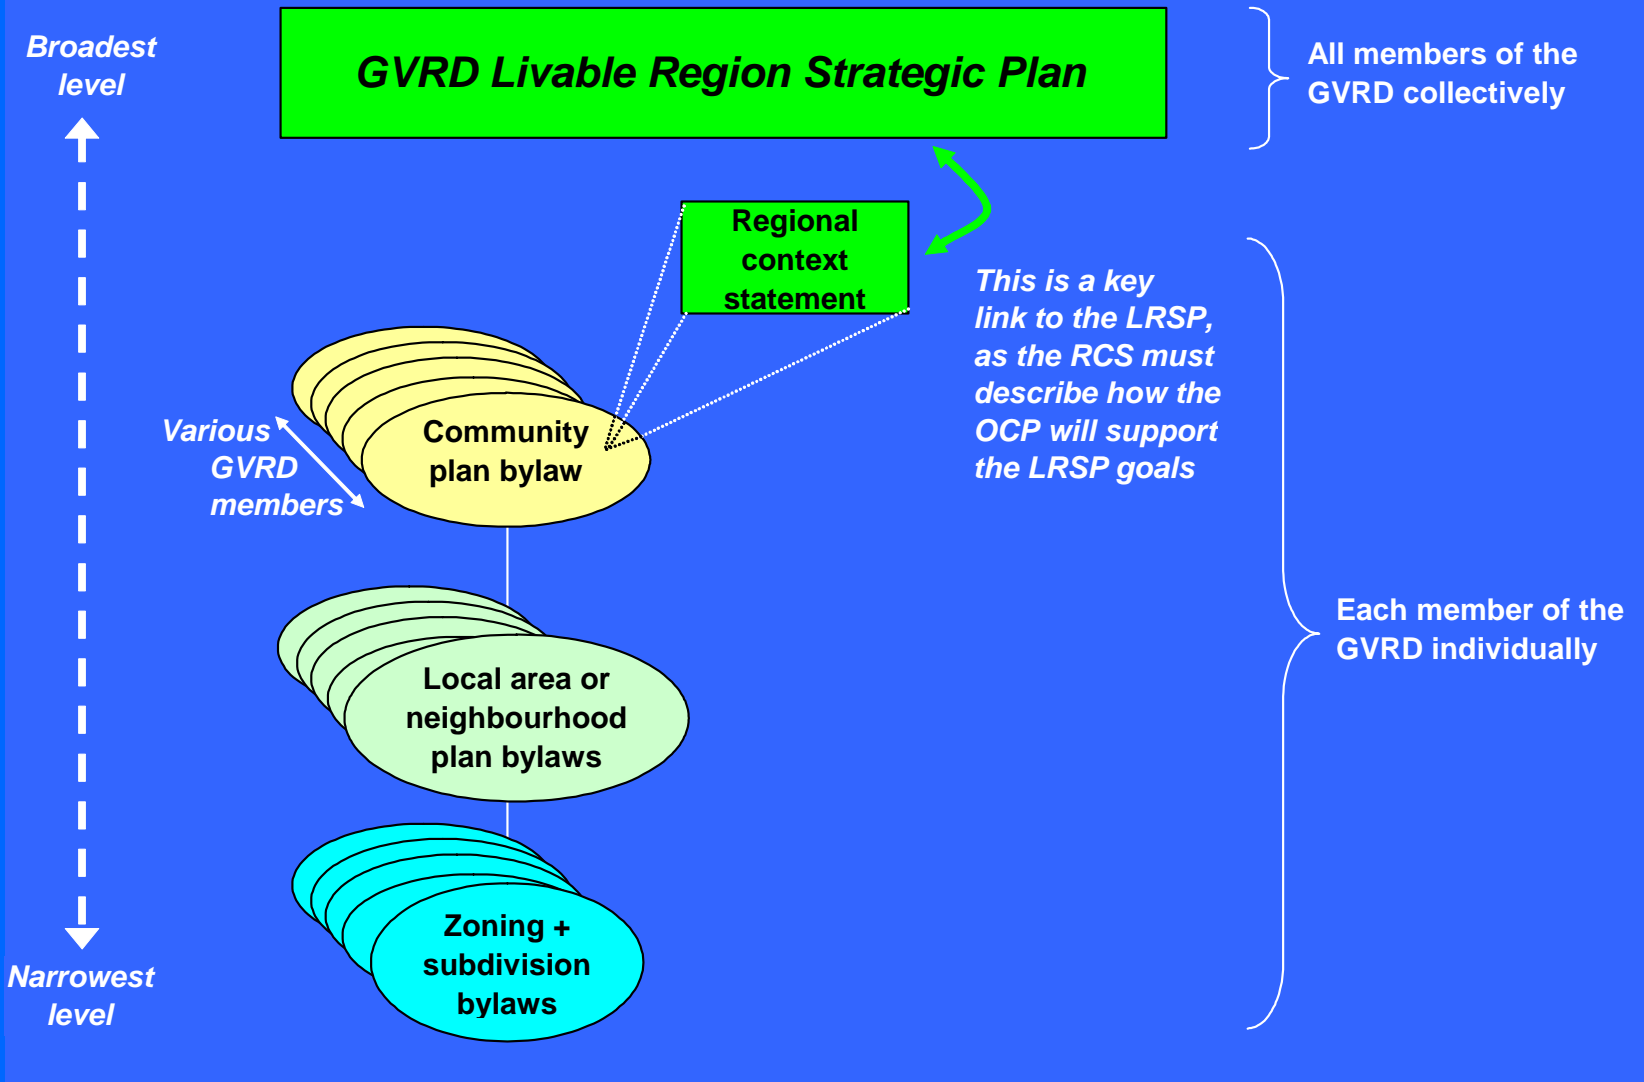 Broadest
level
GVRD Livable Region Strategic Plan
All members of the
GVRD collectively
Regional
context
statement
This is a key
link to the LRSP,
as the RCS must
describe how the
OCP will support
the LRSP goals
Various
GVRD
members
Community
plan bylaw
Each member of the
GVRD individually
Local area or
neighbourhood
plan bylaws
Zoning +
subdivision
bylaws
Narrowest
level